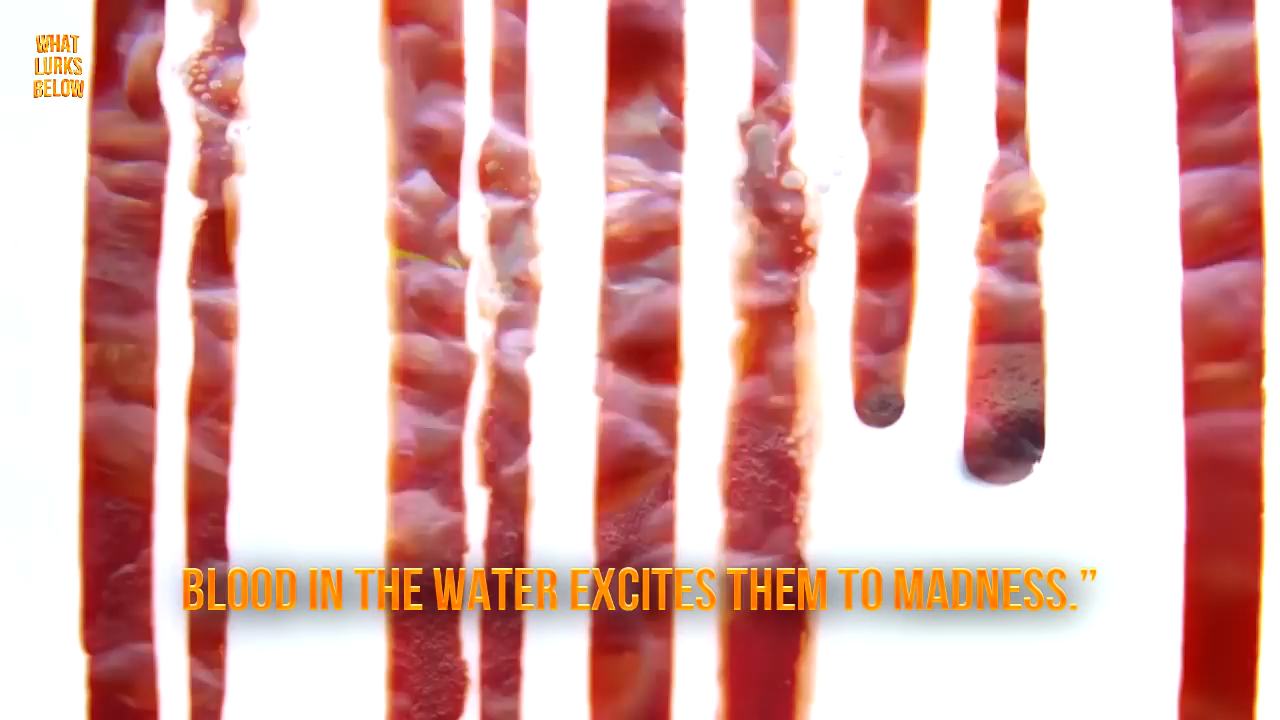 WHAT
LURKS
BELOW
BLOOD IN THE WATER EXCITES THEM TO MADNESS.”